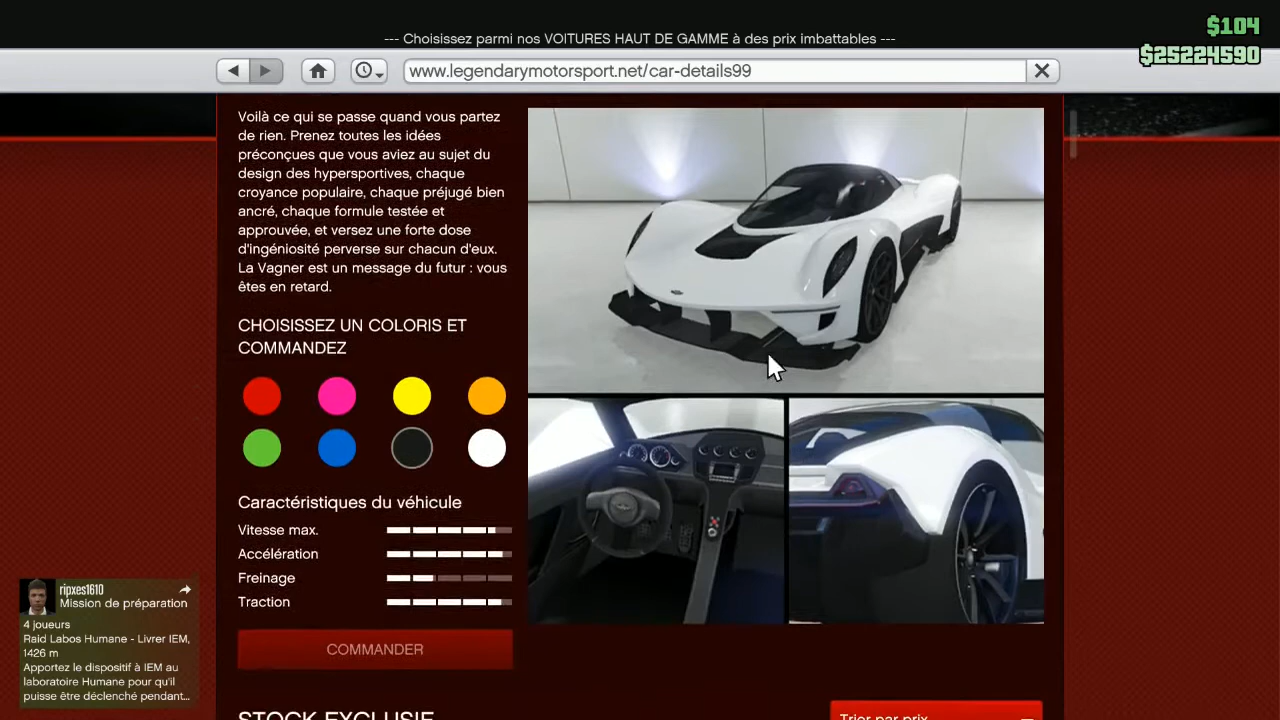 --- Choisissez parmi nos VOITURES HAUT DE GAMME à des prix imbattables ---
$104
$25224590
www.legendarymotorsport.net/car-details99
Voilà ce qui se passe quand vous partez
de rien. Prenez toutes les idées
préconçues que vous aviez au sujet du
design des hypersportives, chaque
croyance populaire, chaque préjugé bien
ancré, chaque formule testée et
approuvée, et versez une forte dose
d'ingéniosité perverse sur chacun d'eux.
La Vagner est un message du futur : vous
êtes en retard.
CHOISISSEZ UN COLORIS ET
COMMANDEZ
Caractéristiques du véhicule
Vitesse max.
Accélération
Freinage
Traction
COMMANDER
STOCK EXCLUSIF
Trier par prix
ripxes1610
Mission de préparation
4 joueurs
Raid Labos Humane - Livrer IEM,
1426 m
Apportez le dispositif à IEM au
laboratoire Humane pour qu'il
puisse être déclenché pendant...